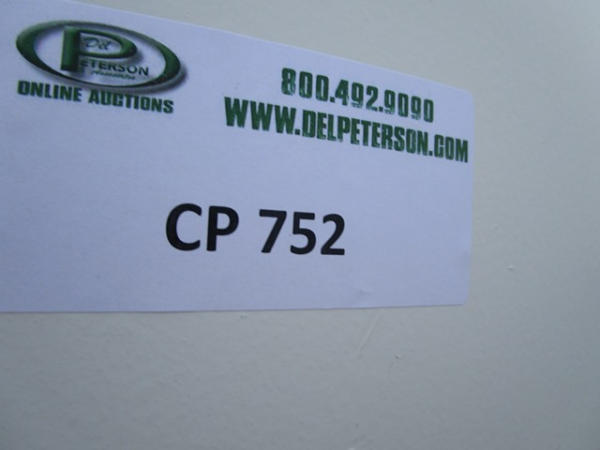 Del
PETERSON
ONLINE AUCTIONS
800.492.9090
WWW.DELPETERSON.COM
CP 752